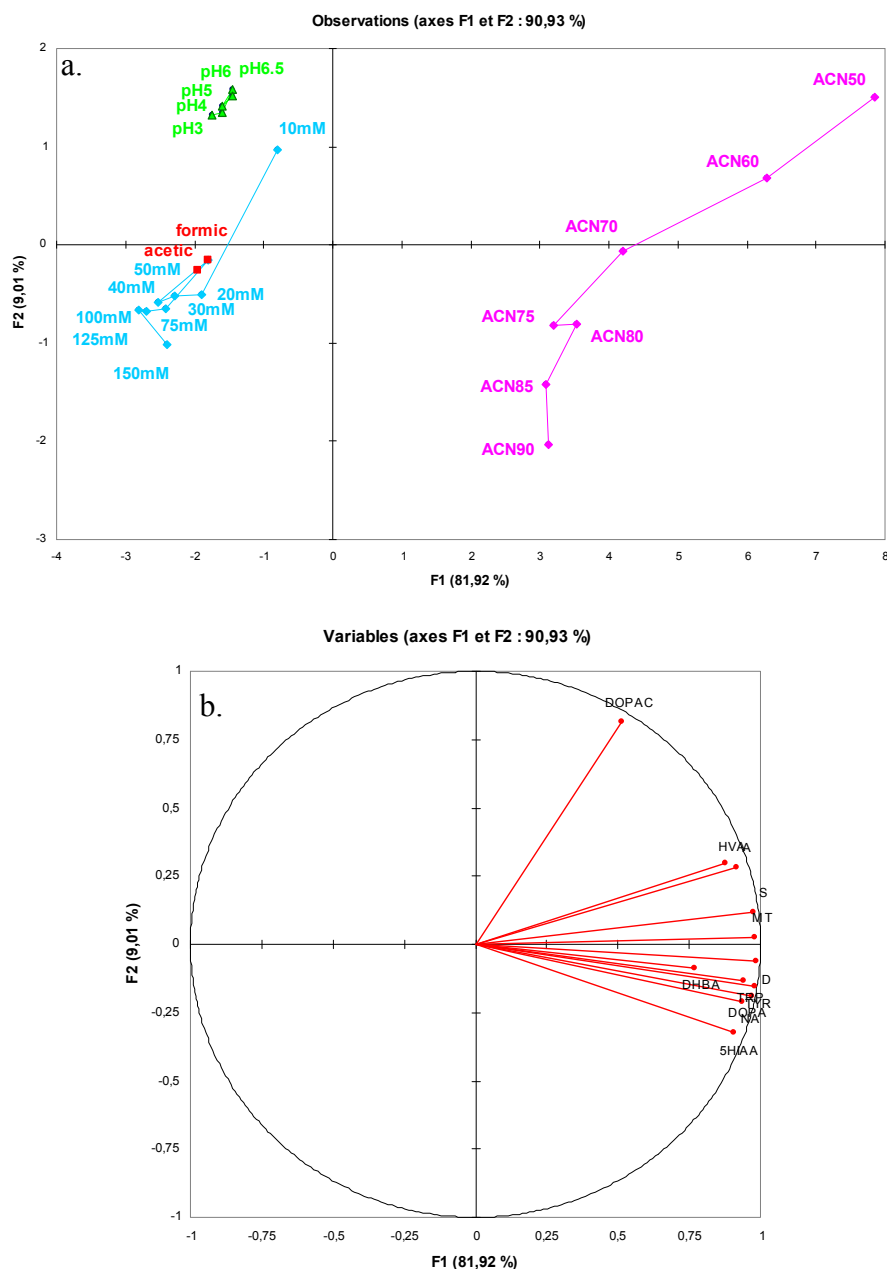 Observations (axes F1 et F2 : 90,93 %)
a.
2
1
0
-1
-2
-3
F2 (9,01 %)
pH6 pH6.5
pH5
pH4
pH3
10mM
ACN50
ACN60
ACN70
formic
acetic
50mM
40mM
20mM
30mM
100mM
75mM
125mM
150mM
ACN75
ACN80
ACN85
ACN90
-4 -3 -2 -1 0 1 2 3 4 5 6 7 8
F1 (81,92 %)
Variables (axes F1 et F2 : 90,93 %)
b.
1
0,75
0,5
0,25
0
-0,25
-0,5
-0,75
-1
F2 (9,01 %)
DOPAC
HVA A
S
MT
D
DHBA
TRP
TYR
DOPA
NA
5HIAA
-1 -0,75 -0,5 -0,25 0 0,25 0,5 0,75 1
F1 (81,92 %)